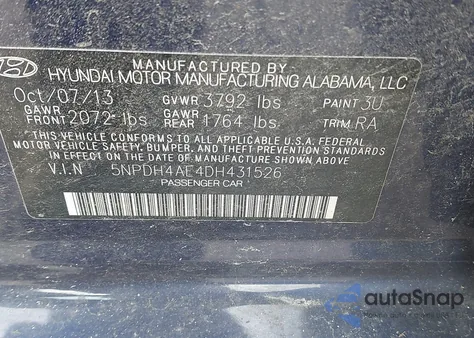 MANUFACTURED BY
HYUNDAI MOTOR MANUFACTURING ALABAMA, LLC
Oct/07/13 GVWR 3792 lbs PAINT 3U
GAWR FRONT 2072 lbs GAWR REAR 1764 lbs. TRIM RA
THIS VEHICLE CONFORMS TO ALL APPLICABLE U.S.A. FEDERAL
MOTOR VEHICLE SAFETY, BUMPER, AND THEFT PREVENTION STANDARDS
IN EFFECT ON THE DATE OF MANUFACTURE SHOWN ABOVE.
V.I.N 5NPDH4AE4DH431526
PASSENGER CAR
autoSnap